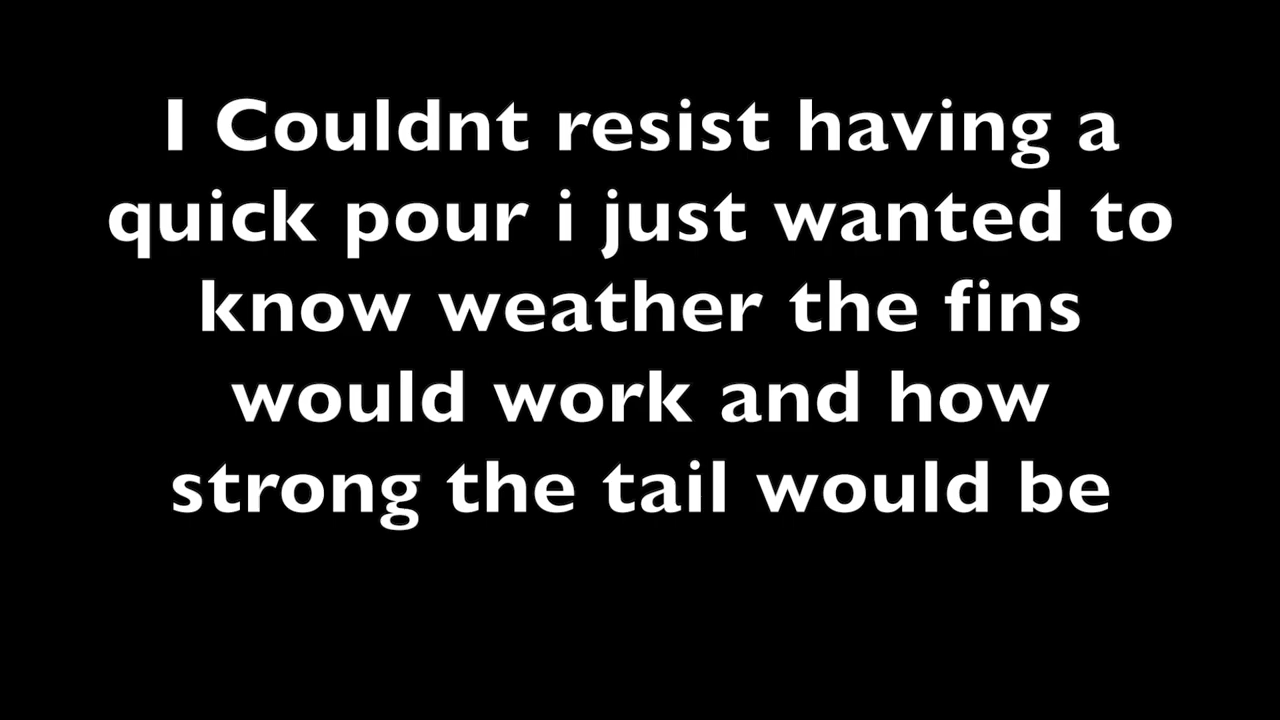 I Couldnt resist having a
quick pour i just wanted to
know weather the fins
would work and how
strong the tail would be